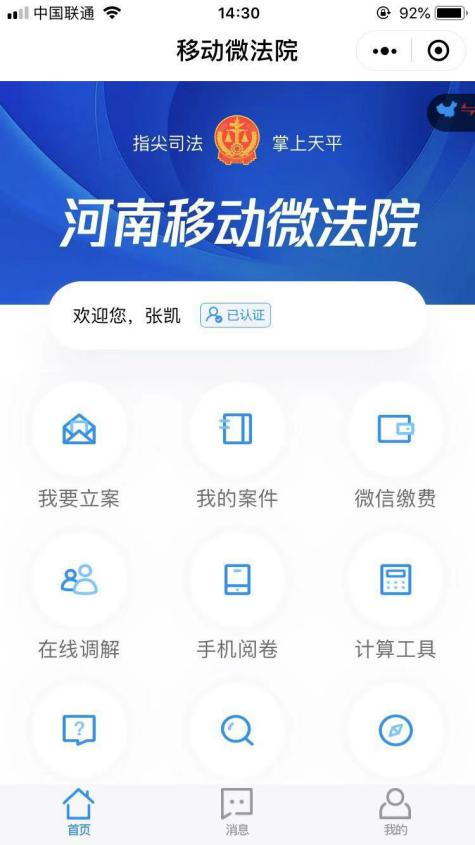 中国联通 14:30 92%
移动微法院
指尖司法 掌上天平
河南移动微法院
欢迎您，张凯 已认证
我要立案 我的案件 微信缴费
在线调解 手机阅卷 计算工具
?
首页 消息 我的